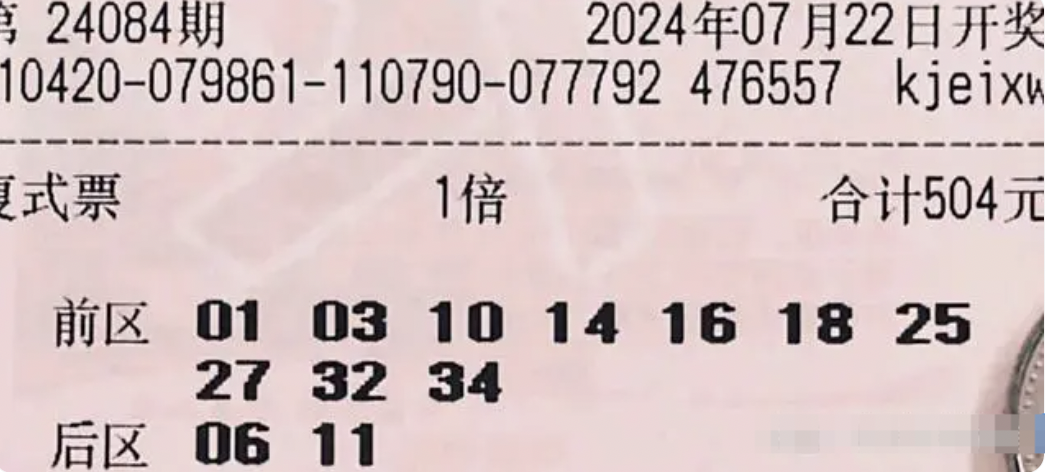 第 24084期 2024年07月22日开奖
10420-079861-110790-077792 476557 kjeixw
复式票 1倍 合计504元
前区 01 03 10 14 16 18 25
27 32 34
后区 06 11